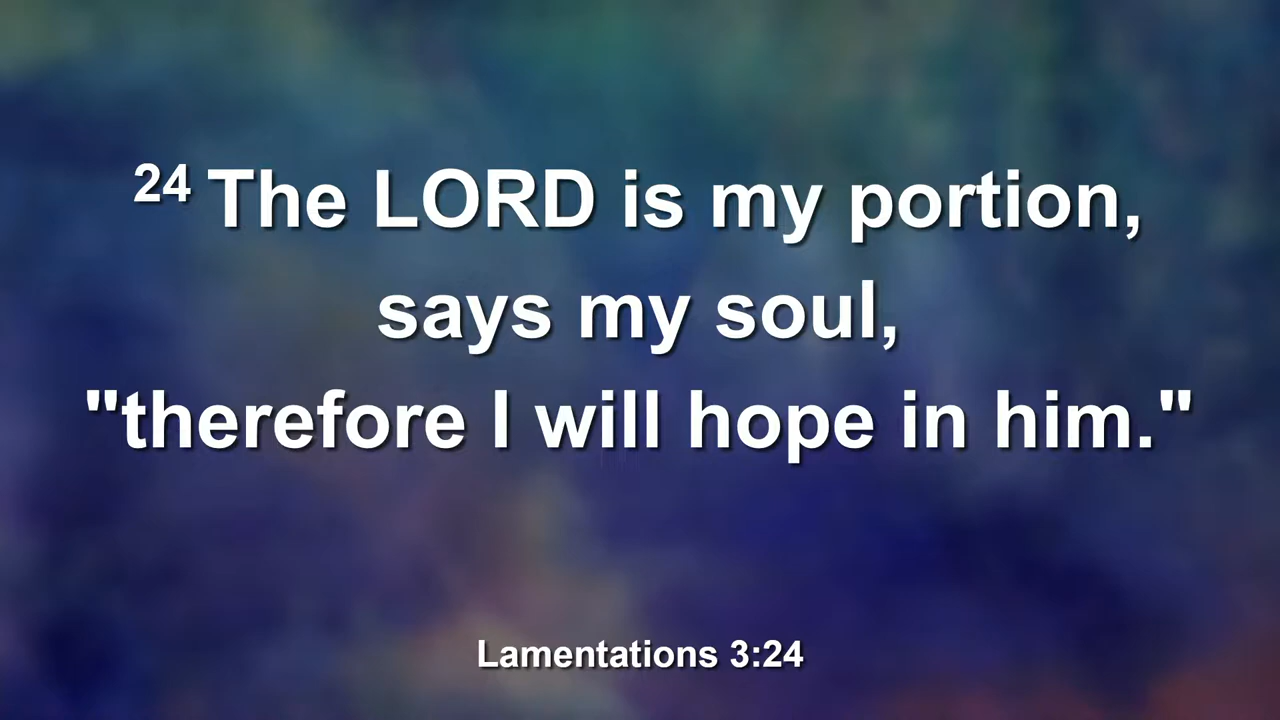 24 The LORD is my portion,
says my soul,
"therefore I will hope in him."
Lamentations 3:24